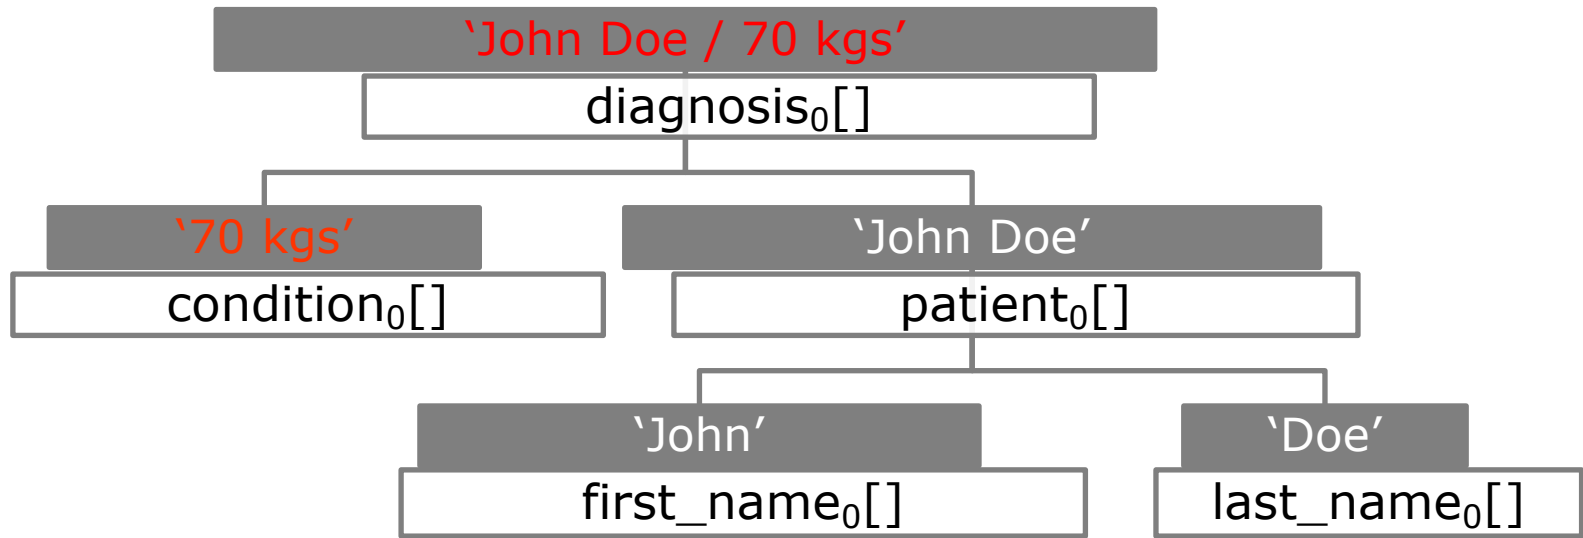 ‘John Doe / 70 kgs’
diagnosis₀[]
‘70 kgs’
condition₀[]
‘John Doe’
patient₀[]
‘John’
first_name₀[]
‘Doe’
last_name₀[]